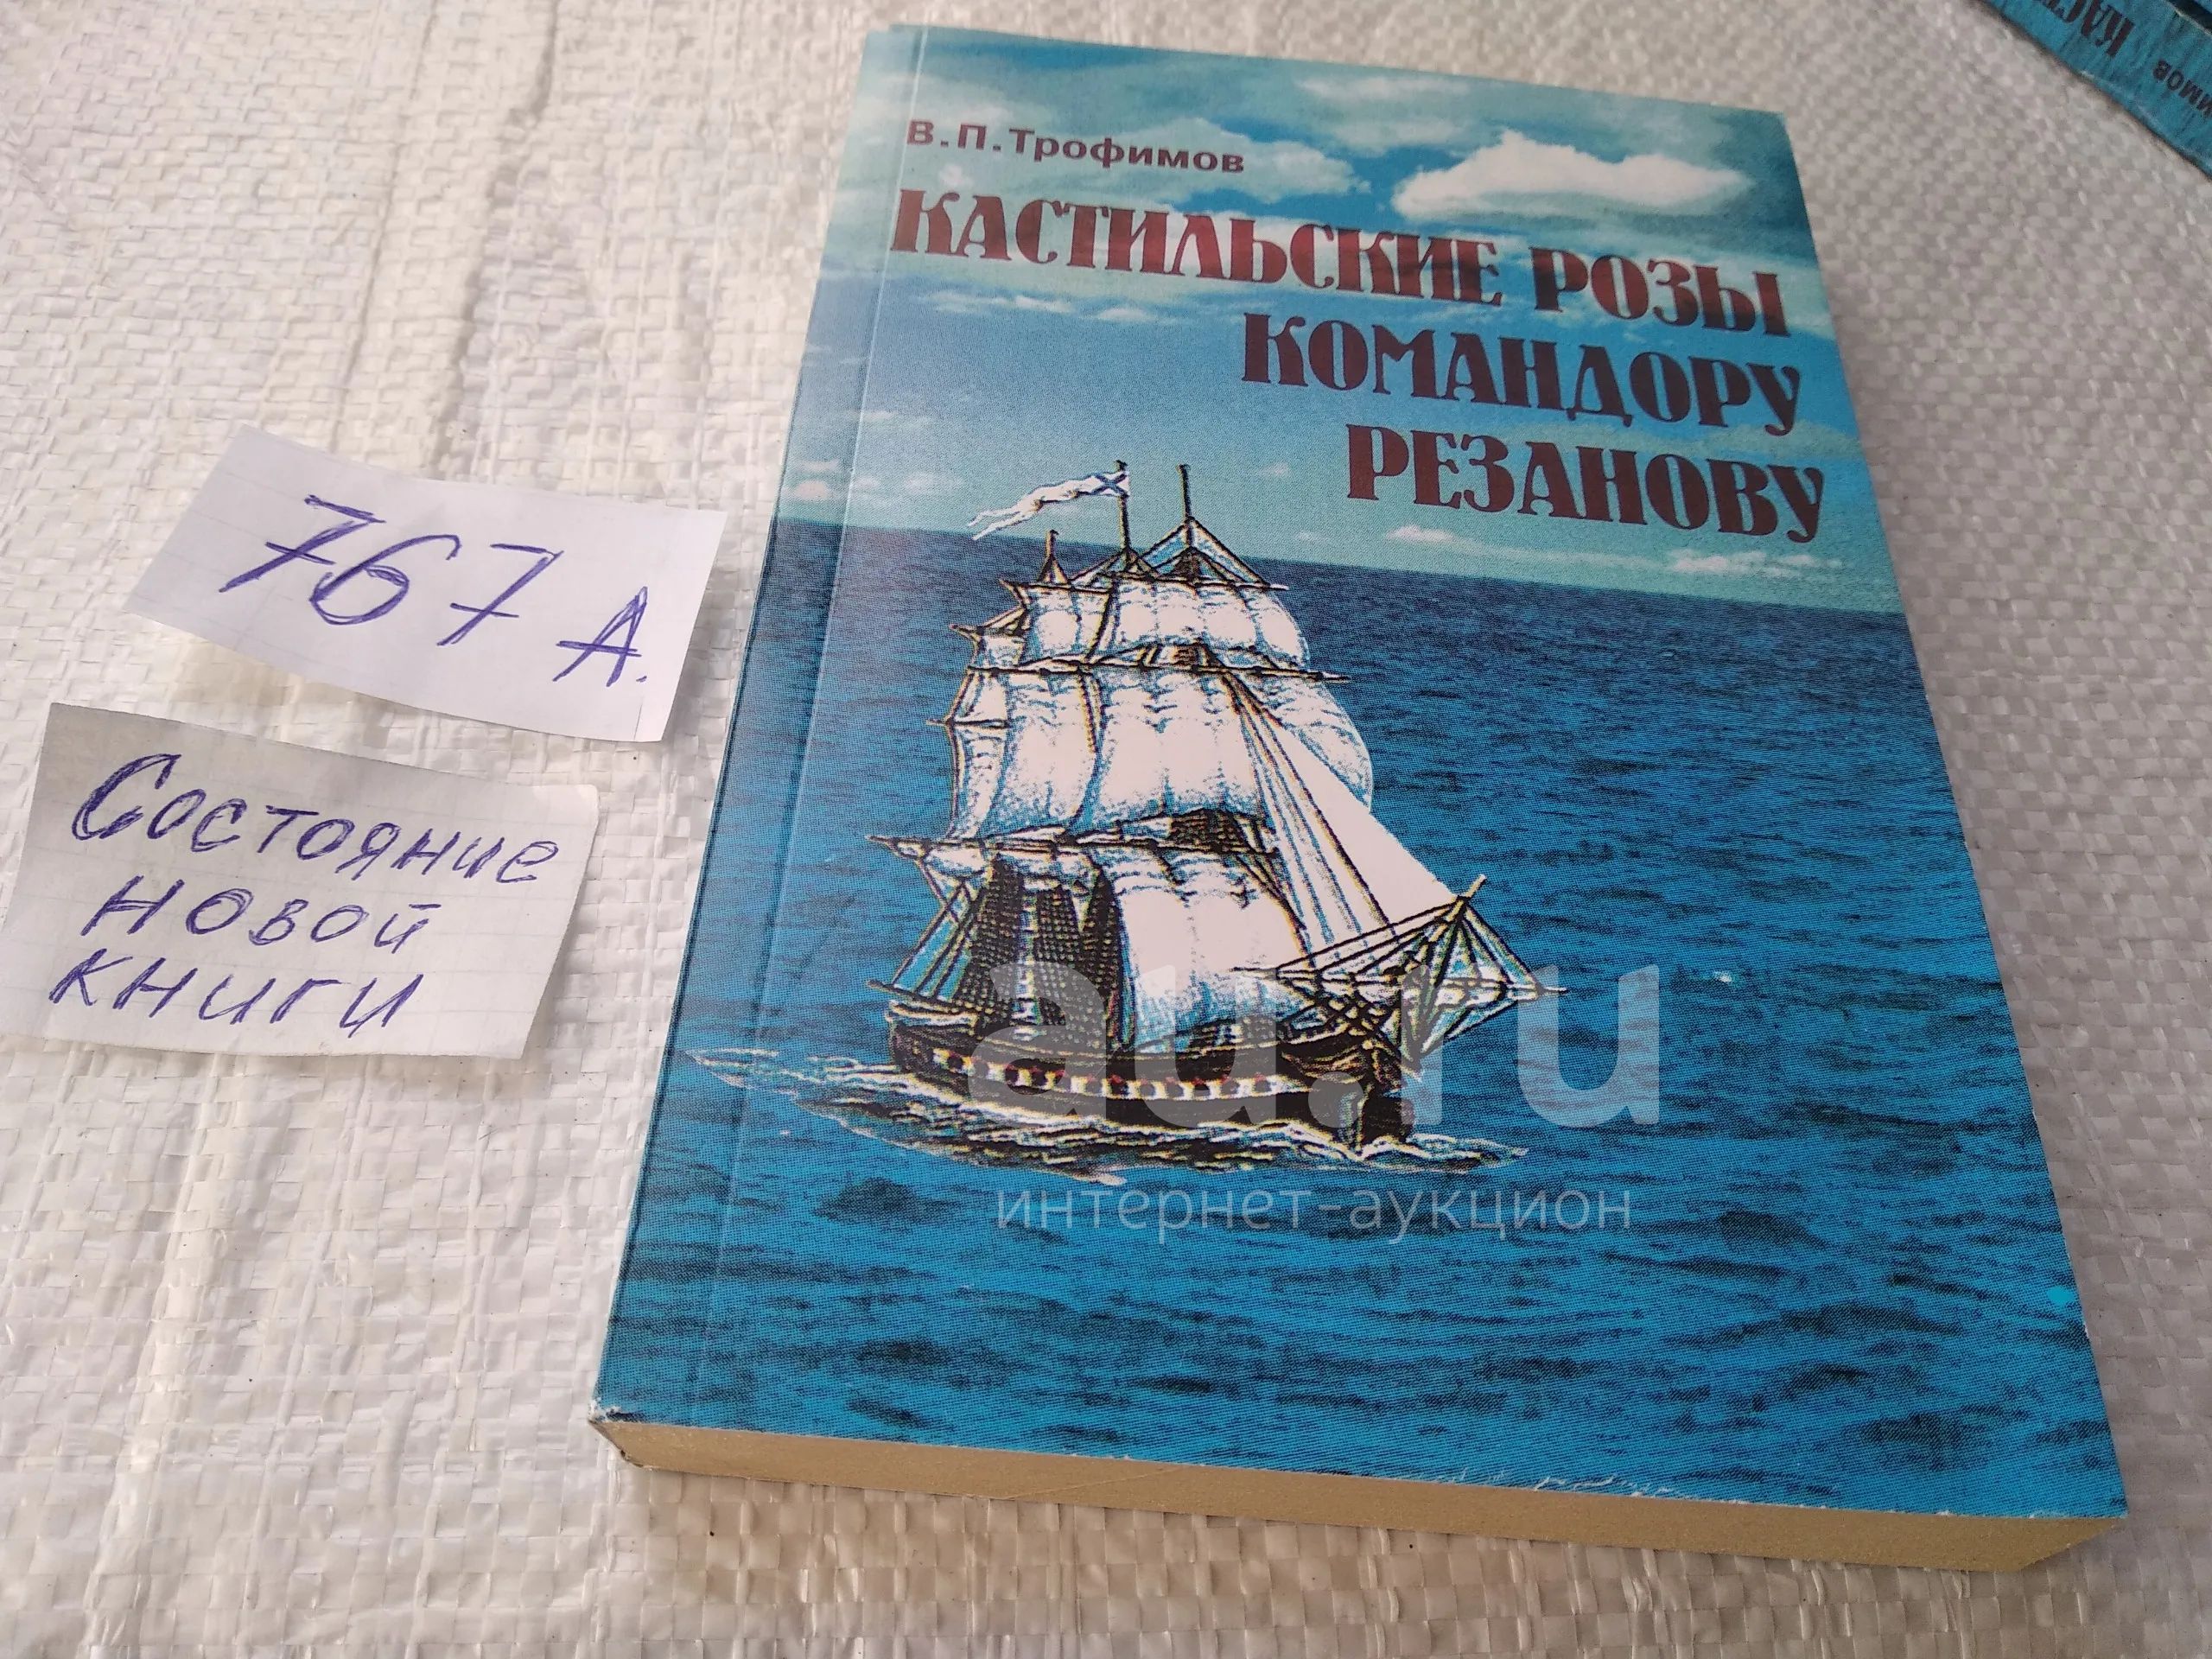 В.П.Трофимов
КАСТИЛЬСКИЕ РОЗЫ
КОМАНДОРУ
РЕЗАНОВУ
767 А.
Состояние
новой
книги
au.ru
интернет-аукцион